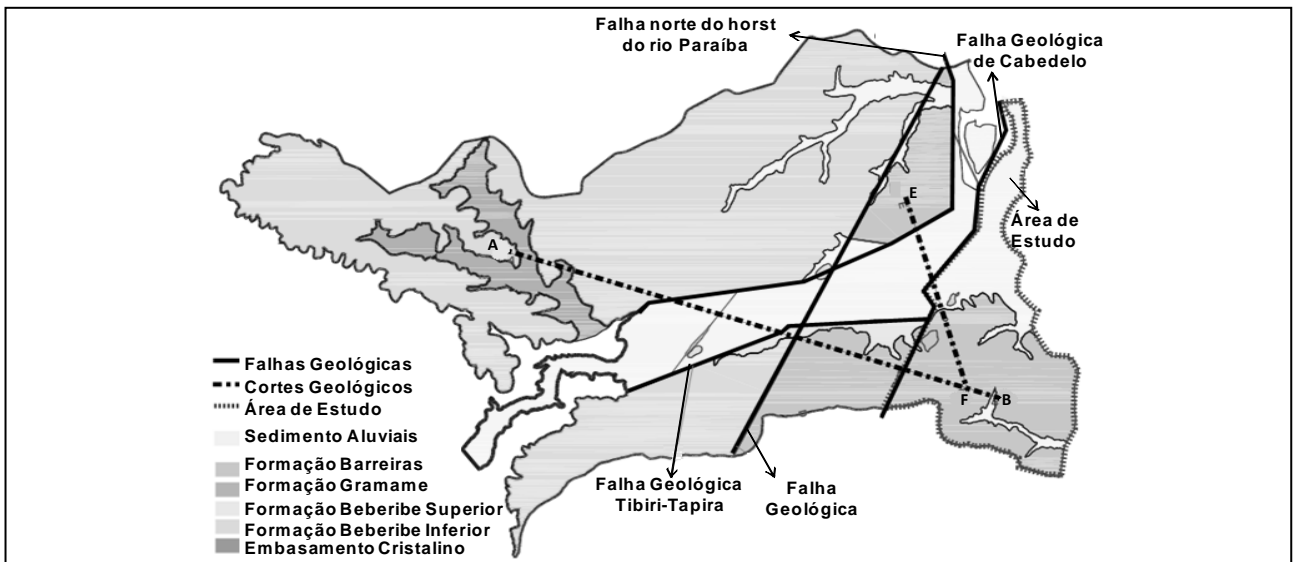 Falha norte do horst
do rio Paraíba
Falha Geológica
de Cabedelo
E
E
Área de
Estudo
A
F
B
Falhas Geológicas
Cortes Geológicos
Área de Estudo
Sedimento Aluviais
Formação Barreiras
Formação Gramame
Formação Beberibe Superior
Formação Beberibe Inferior
Embasamento Cristalino
Falha Geológica
Tibiri-Tapira
Falha
Geológica